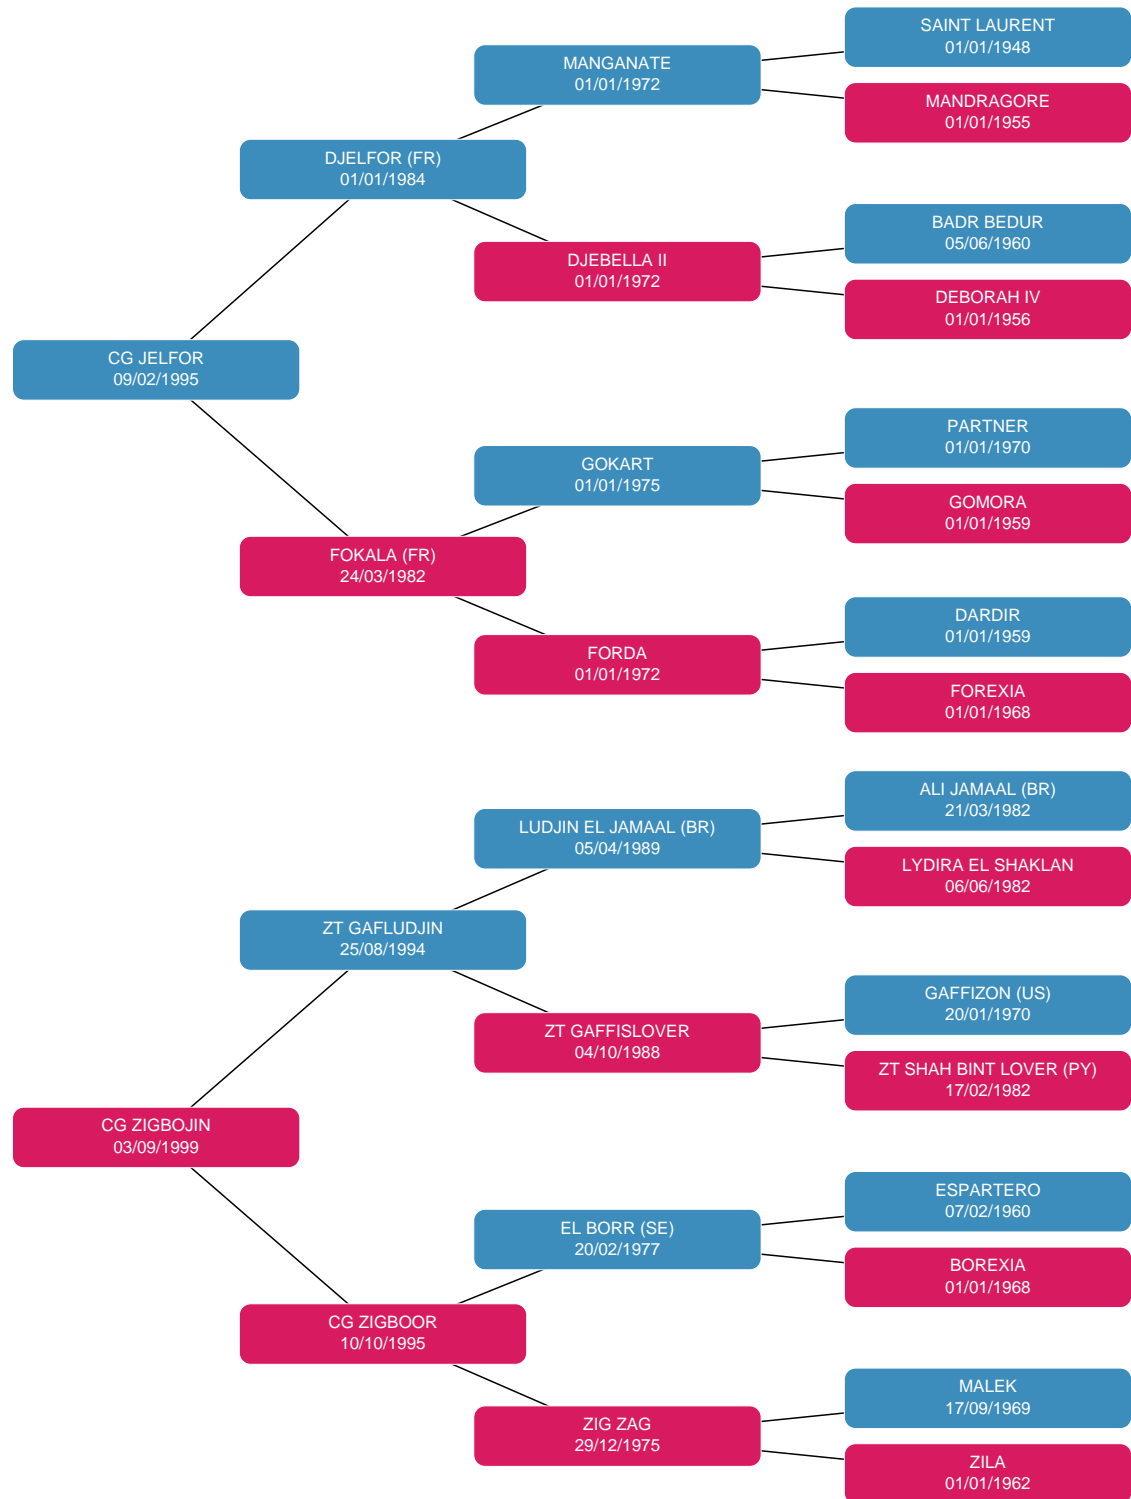 SAINT LAURENT
01/01/1948
MANGANATE
01/01/1972
MANDRAGORE
01/01/1955
DJELFOR (FR)
01/01/1984
BADR BEDUR
05/06/1960
DJEBELLA II
01/01/1972
DEBORAH IV
01/01/1956
CG JELFOR
09/02/1995
PARTNER
01/01/1970
GOKART
01/01/1975
GOMORA
01/01/1959
FOKALA (FR)
24/03/1982
DARDIR
01/01/1959
FORDA
01/01/1972
FOREXIA
01/01/1968
ALI JAMAAL (BR)
21/03/1982
LUDJIN EL JAMAAL (BR)
05/04/1989
LYDIRA EL SHAKLAN
06/06/1982
ZT GAFLUDJIN
25/08/1994
GAFFIZON (US)
20/01/1970
ZT GAFFISLOVER
04/10/1988
ZT SHAH BINT LOVER (PY)
17/02/1982
CG ZIGBOJIN
03/09/1999
ESPARTERO
07/02/1960
EL BORR (SE)
20/02/1977
BOREXIA
01/01/1968
CG ZIGBOOR
10/10/1995
MALEK
17/09/1969
ZIG ZAG
29/12/1975
ZILA
01/01/1962